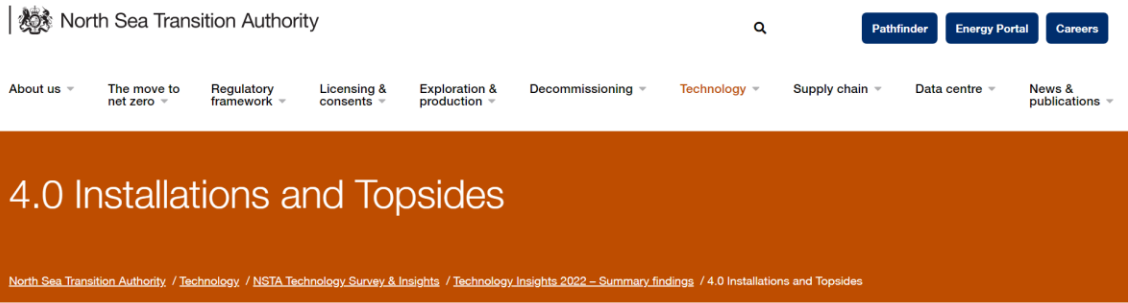 North Sea Transition Authority
Pathfinder Energy Portal Careers
About us The move to net zero Regulatory framework Licensing & consents Exploration & production Decommissioning Technology Supply chain Data centre News & publications
4.0 Installations and Topsides
North Sea Transition Authority / Technology / NSTA Technology Survey & Insights / Technology Insights 2022 – Summary findings / 4.0 Installations and Topsides